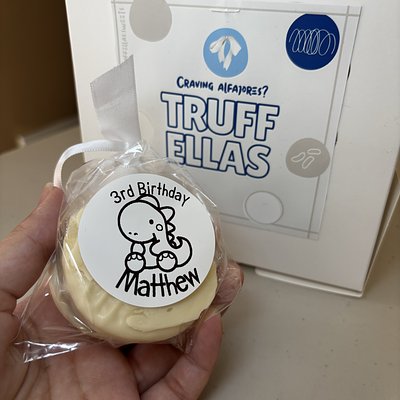 CRAVING ALFAJORES?
TRUFF
ELLAS
3rd Birthday
Matthew